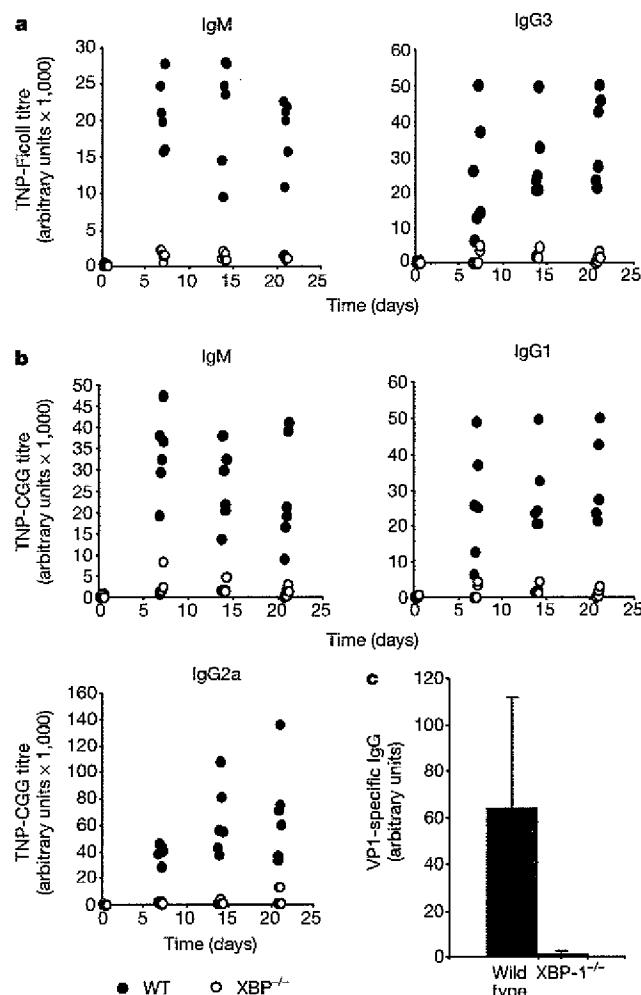 a
IgM
IgG3
TNP-Ficoll titre
(arbitrary units × 1,000)
30
25
20
15
10
5
0
60
50
40
30
20
10
0
0 5 10 15 20 25
0 5 10 15 20 25
Time (days)
b
IgM
IgG1
TNP-CGG titre
(arbitrary units × 1,000)
50
45
40
35
30
25
20
15
10
5
0
60
50
40
30
20
10
0
0 5 10 15 20 25
0 5 10 15 20 25
Time (days)
IgG2a
TNP-CGG titre
(arbitrary units × 1,000)
160
140
120
100
80
60
40
20
0
0 5 10 15 20 25
Time (days)
WT
XBP−/−
c
VP1-specific IgG
(arbitrary units)
120
100
80
60
40
20
0
Wild XBP-1−/−
type